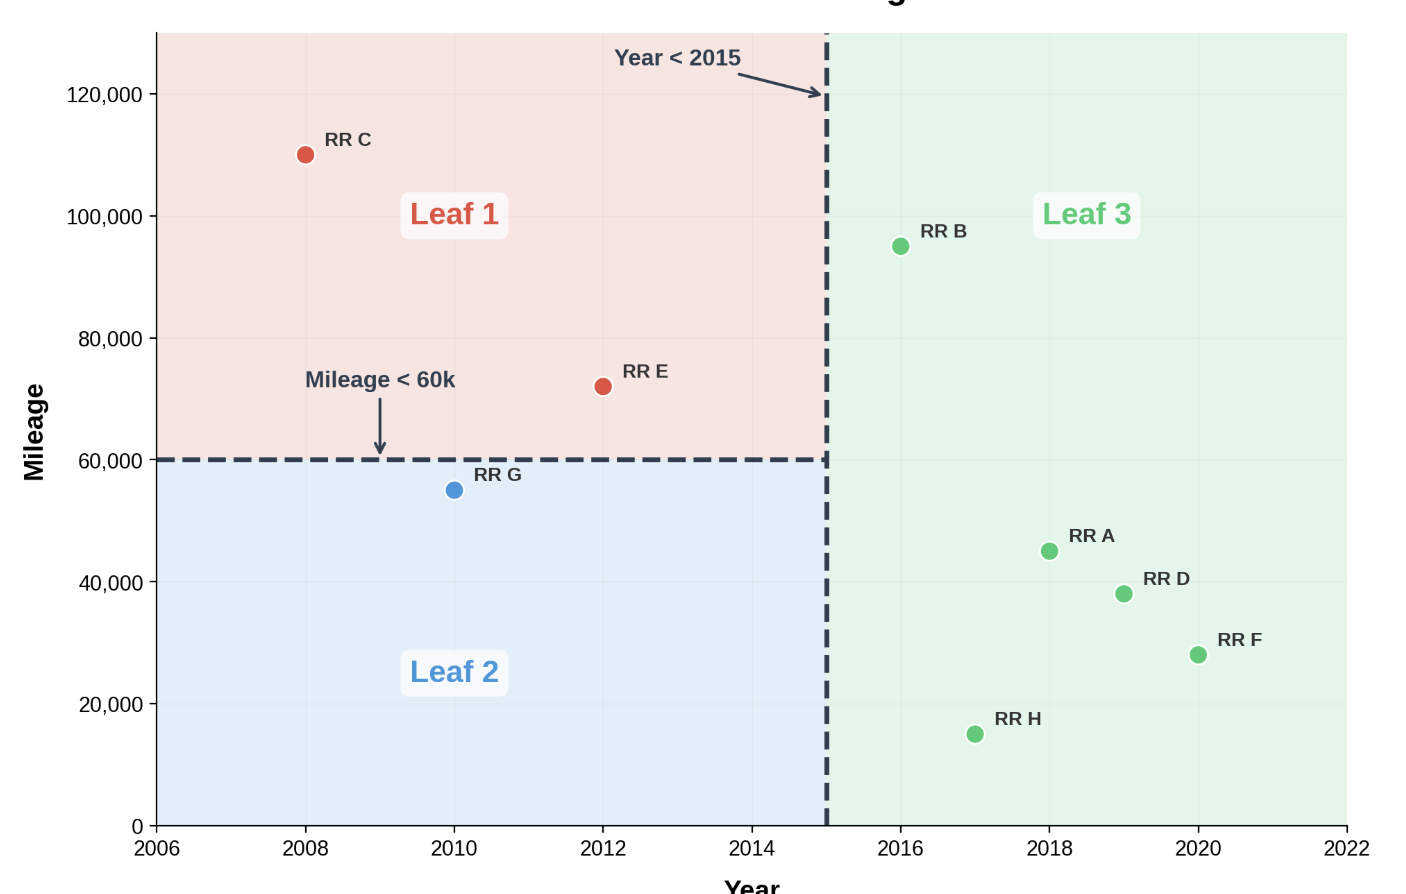 Year < 2015
120,000
RR C
100,000
Leaf 1
Leaf 3
RR B
80,000
Mileage < 60k
RR E
Mileage
60,000
RR G
RR A
40,000
RR D
RR F
Leaf 2
20,000
RR H
0
2006 2008 2010 2012 2014 2016 2018 2020 2022
Year